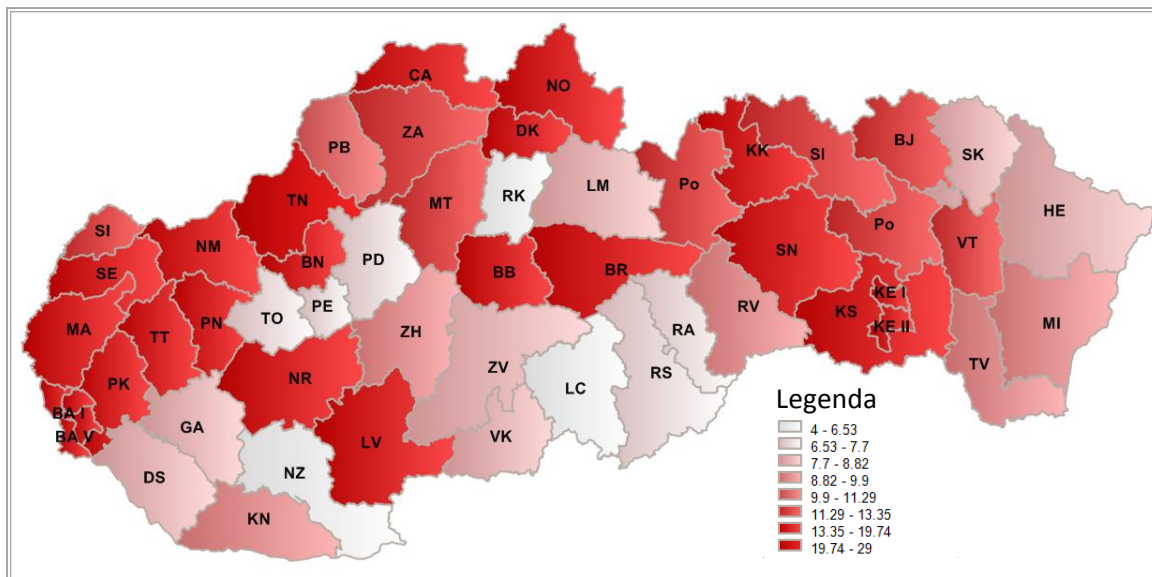 CA
NO
ZA
DK
PB
KK
SI
BJ
SK
RK
LM
Po
MT
TN
HE
SI
NM
SE
BN
PD
BB
BR
SN
Po
VT
PE
TO
MA
TT
PN
ZH
RV
RA
KE I
KS
KE II
MI
ZV
RS
LC
TV
PK
NR
BA I
BA V
GA
VK
LV
DS
NZ
KN
Legenda
4 - 6.53
6.53 - 7.7
7.7 - 8.82
8.82 - 9.9
9.9 - 11.29
11.29 - 13.35
13.35 - 19.74
19.74 - 29